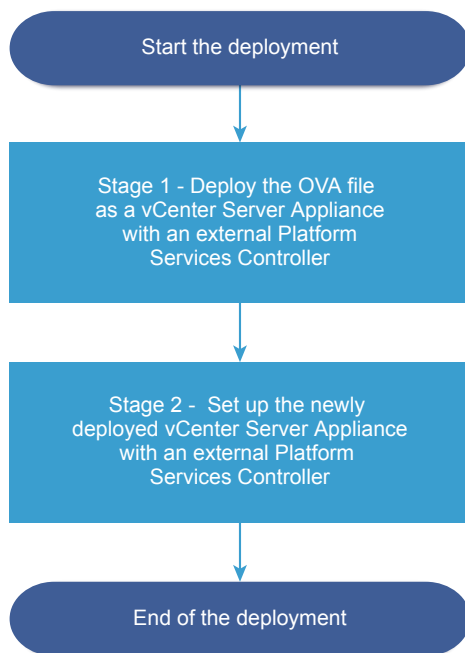 Start the deployment
Stage 1 - Deploy the OVA file
as a vCenter Server Appliance
with an external Platform
Services Controller
Stage 2 -  Set up the newly
deployed vCenter Server Appliance
with an external Platform
Services Controller
End of the deployment